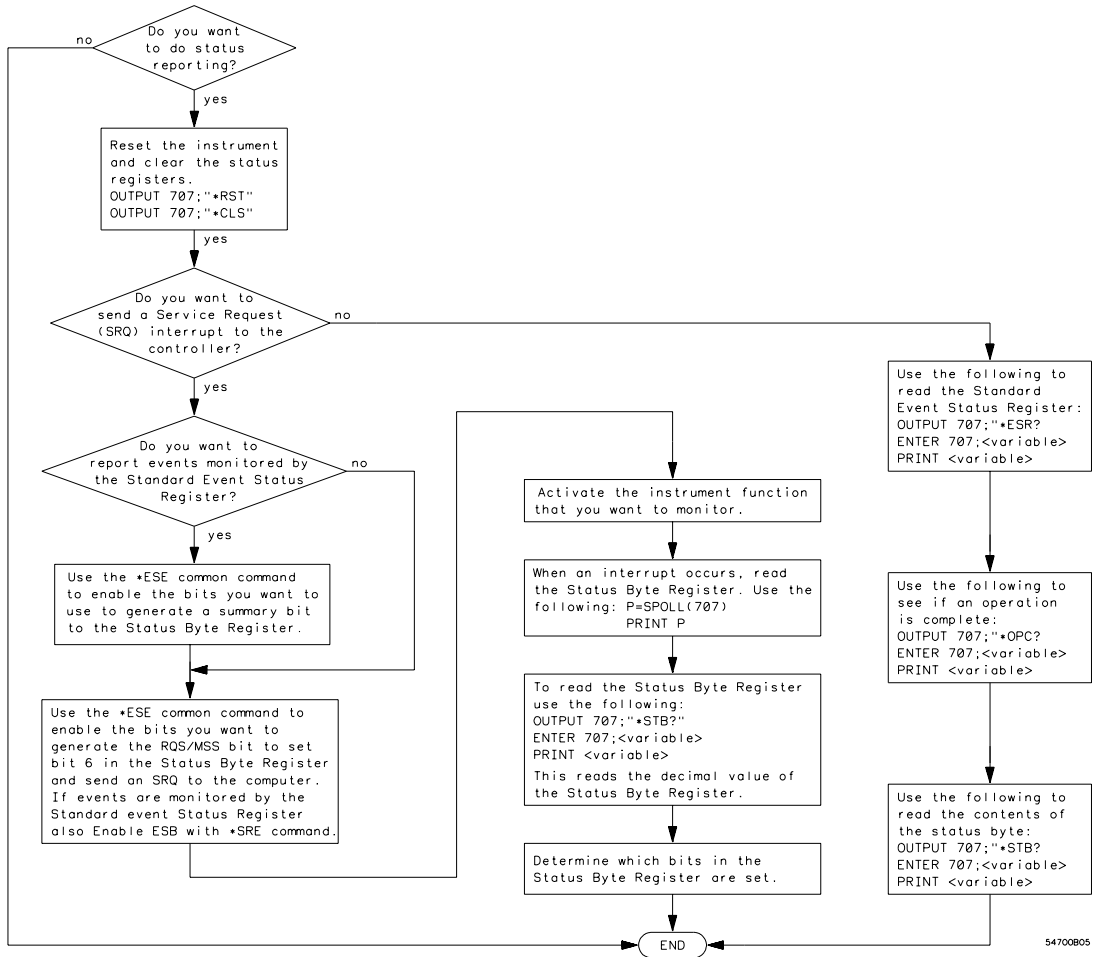 Do you want
to do status
reporting?
no
yes
Reset the instrument
and clear the status
registers.
OUTPUT 707;"*RST"
OUTPUT 707;"*CLS"
yes
Do you want to
send a Service Request
(SRQ) interrupt to the
controller?
no
yes
Do you want to
report events monitored by
the Standard Event Status
Register?
no
yes
Use the *ESE common command
to enable the bits you want to
use to generate a summary bit
to the Status Byte Register.
Use the *ESE common command to
enable the bits you want to
generate the RQS/MSS bit to set
bit 6 in the Status Byte Register
and send an SRQ to the computer.
If events are monitored by the
Standard event Status Register
also Enable ESB with *SRE command.
Activate the instrument function
that you want to monitor.
When an interrupt occurs, read
the Status Byte Register. Use the
following: P=SPOLL(707)
PRINT P
To read the Status Byte Register
use the following:
OUTPUT 707;"*STB?"
ENTER 707;<variable>
PRINT <variable>
This reads the decimal value of
the Status Byte Register.
Determine which bits in the
Status Byte Register are set.
Use the following to
read the Standard
Event Status Register:
OUTPUT 707;"*ESR?
ENTER 707;<variable>
PRINT <variable>
Use the following to
see if an operation
is complete:
OUTPUT 707;"*OPC?
ENTER 707;<variable>
PRINT <variable>
Use the following to
read the contents of
the status byte:
OUTPUT 707;"*STB?
ENTER 707;<variable>
PRINT <variable>
END
54700B05